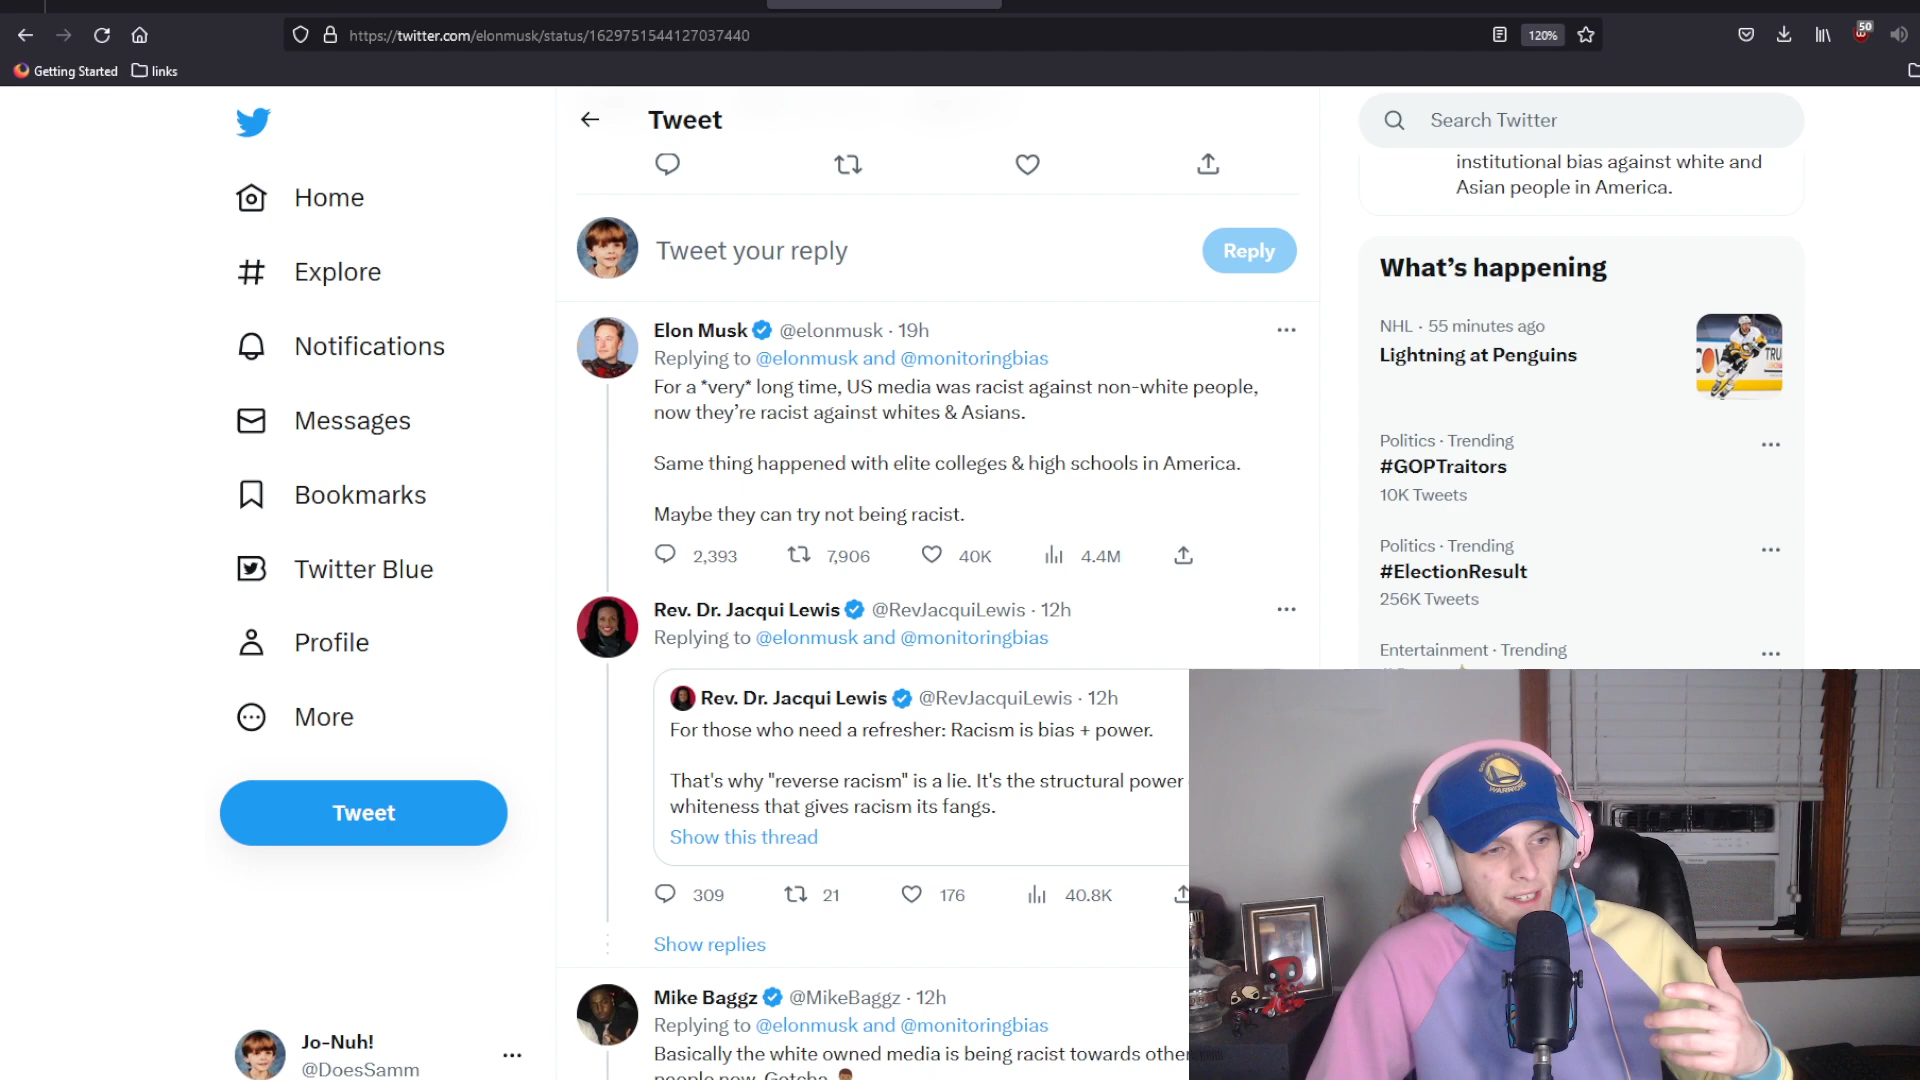 https://twitter.com/elonmusk/status/1629751544127037440
120%
50
Getting Started
links
Home
Explore
Notifications
Messages
Bookmarks
Twitter Blue
Profile
More
Tweet
Jo-Nuh!
@DoesSamm
Tweet
Tweet your reply
Reply
Elon Musk @elonmusk · 19h
Replying to @elonmusk and @monitoringbias
For a *very* long time, US media was racist against non-white people,
now they’re racist against whites & Asians.
Same thing happened with elite colleges & high schools in America.
Maybe they can try not being racist.
2,393 7,906 40K 4.4M
Rev. Dr. Jacqui Lewis @RevJacquiLewis · 12h
Replying to @elonmusk and @monitoringbias
Rev. Dr. Jacqui Lewis @RevJacquiLewis · 12h
For those who need a refresher: Racism is bias + power.
That's why "reverse racism" is a lie. It's the structural power
whiteness that gives racism its fangs.
Show this thread
309 21 176 40.8K
Show replies
Mike Baggz @MikeBaggz · 12h
Replying to @elonmusk and @monitoringbias
Basically the white owned media is being racist towards other
people now. Gotcha
Search Twitter
institutional bias against white and
Asian people in America.
What’s happening
NHL · 55 minutes ago
Lightning at Penguins
Politics · Trending
#GOPTraitors
10K Tweets
Politics · Trending
#ElectionResult
256K Tweets
Entertainment · Trending
WARRIORS